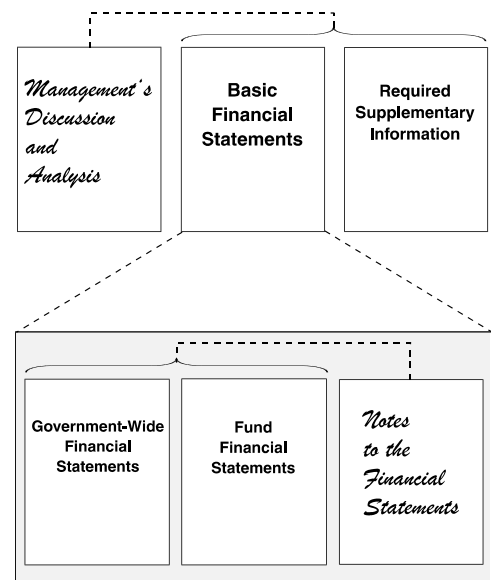 Management's
Discussion
and
Analysis
Basic
Financial
Statements
Required
Supplementary
Information
Government-Wide
Financial
Statements
Fund
Financial
Statements
Notes
to the
Financial
Statements